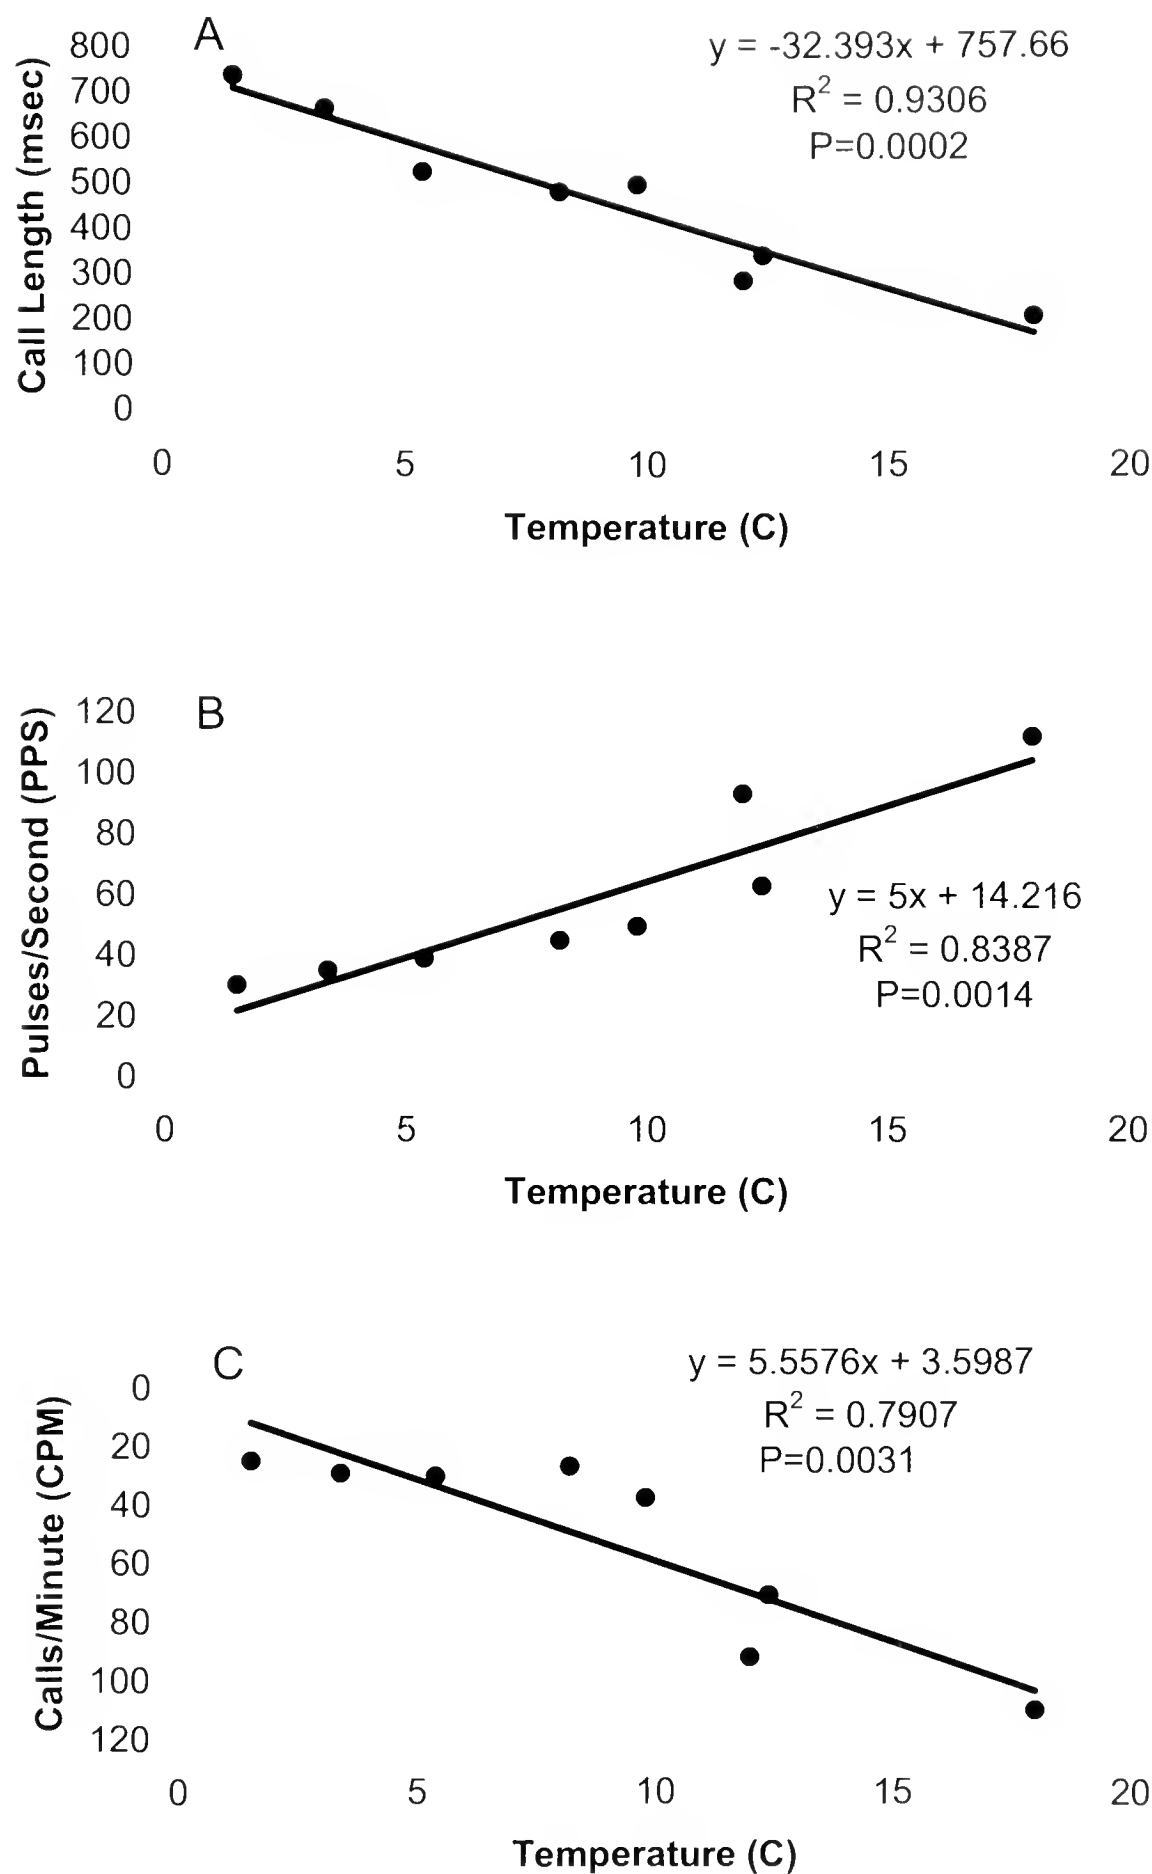 A
y = -32.393x + 757.66
R² = 0.9306
P=0.0002
Call Length (msec)
800
700
600
500
400
300
200
100
0
0 5 10 15 20
Temperature (C)
B
y = 5x + 14.216
R² = 0.8387
P=0.0014
Pulses/Second (PPS)
120
100
80
60
40
20
0
0 5 10 15 20
Temperature (C)
C
y = 5.5576x + 3.5987
R² = 0.7907
P=0.0031
Calls/Minute (CPM)
0
20
40
60
80
100
120
0 5 10 15 20
Temperature (C)